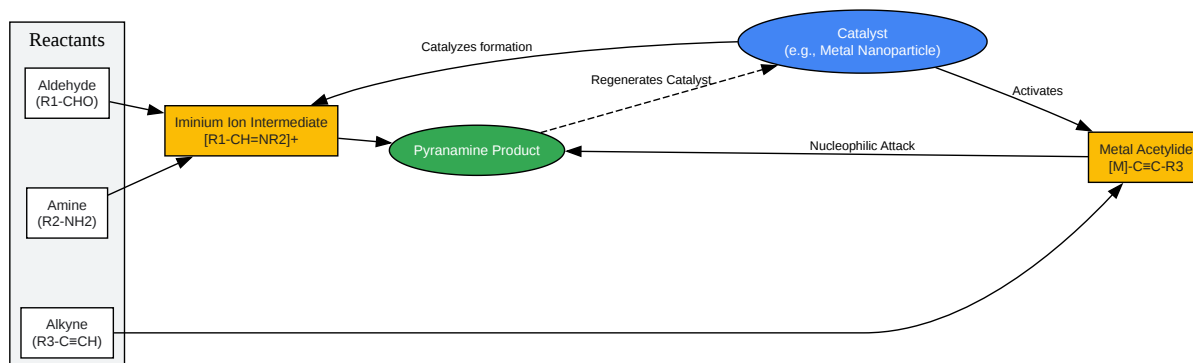 Reactants
Aldehyde
(R1-CHO)
Amine
(R2-NH2)
Alkyne
(R3-C≡CH)
Iminium Ion Intermediate
[R1-CH=NR2]+
Catalyzes formation
Pyranamine Product
Regenerates Catalyst
Catalyst
(e.g., Metal Nanoparticle)
Activates
Nucleophilic Attack
Metal Acetylide
[M]-C≡C-R3